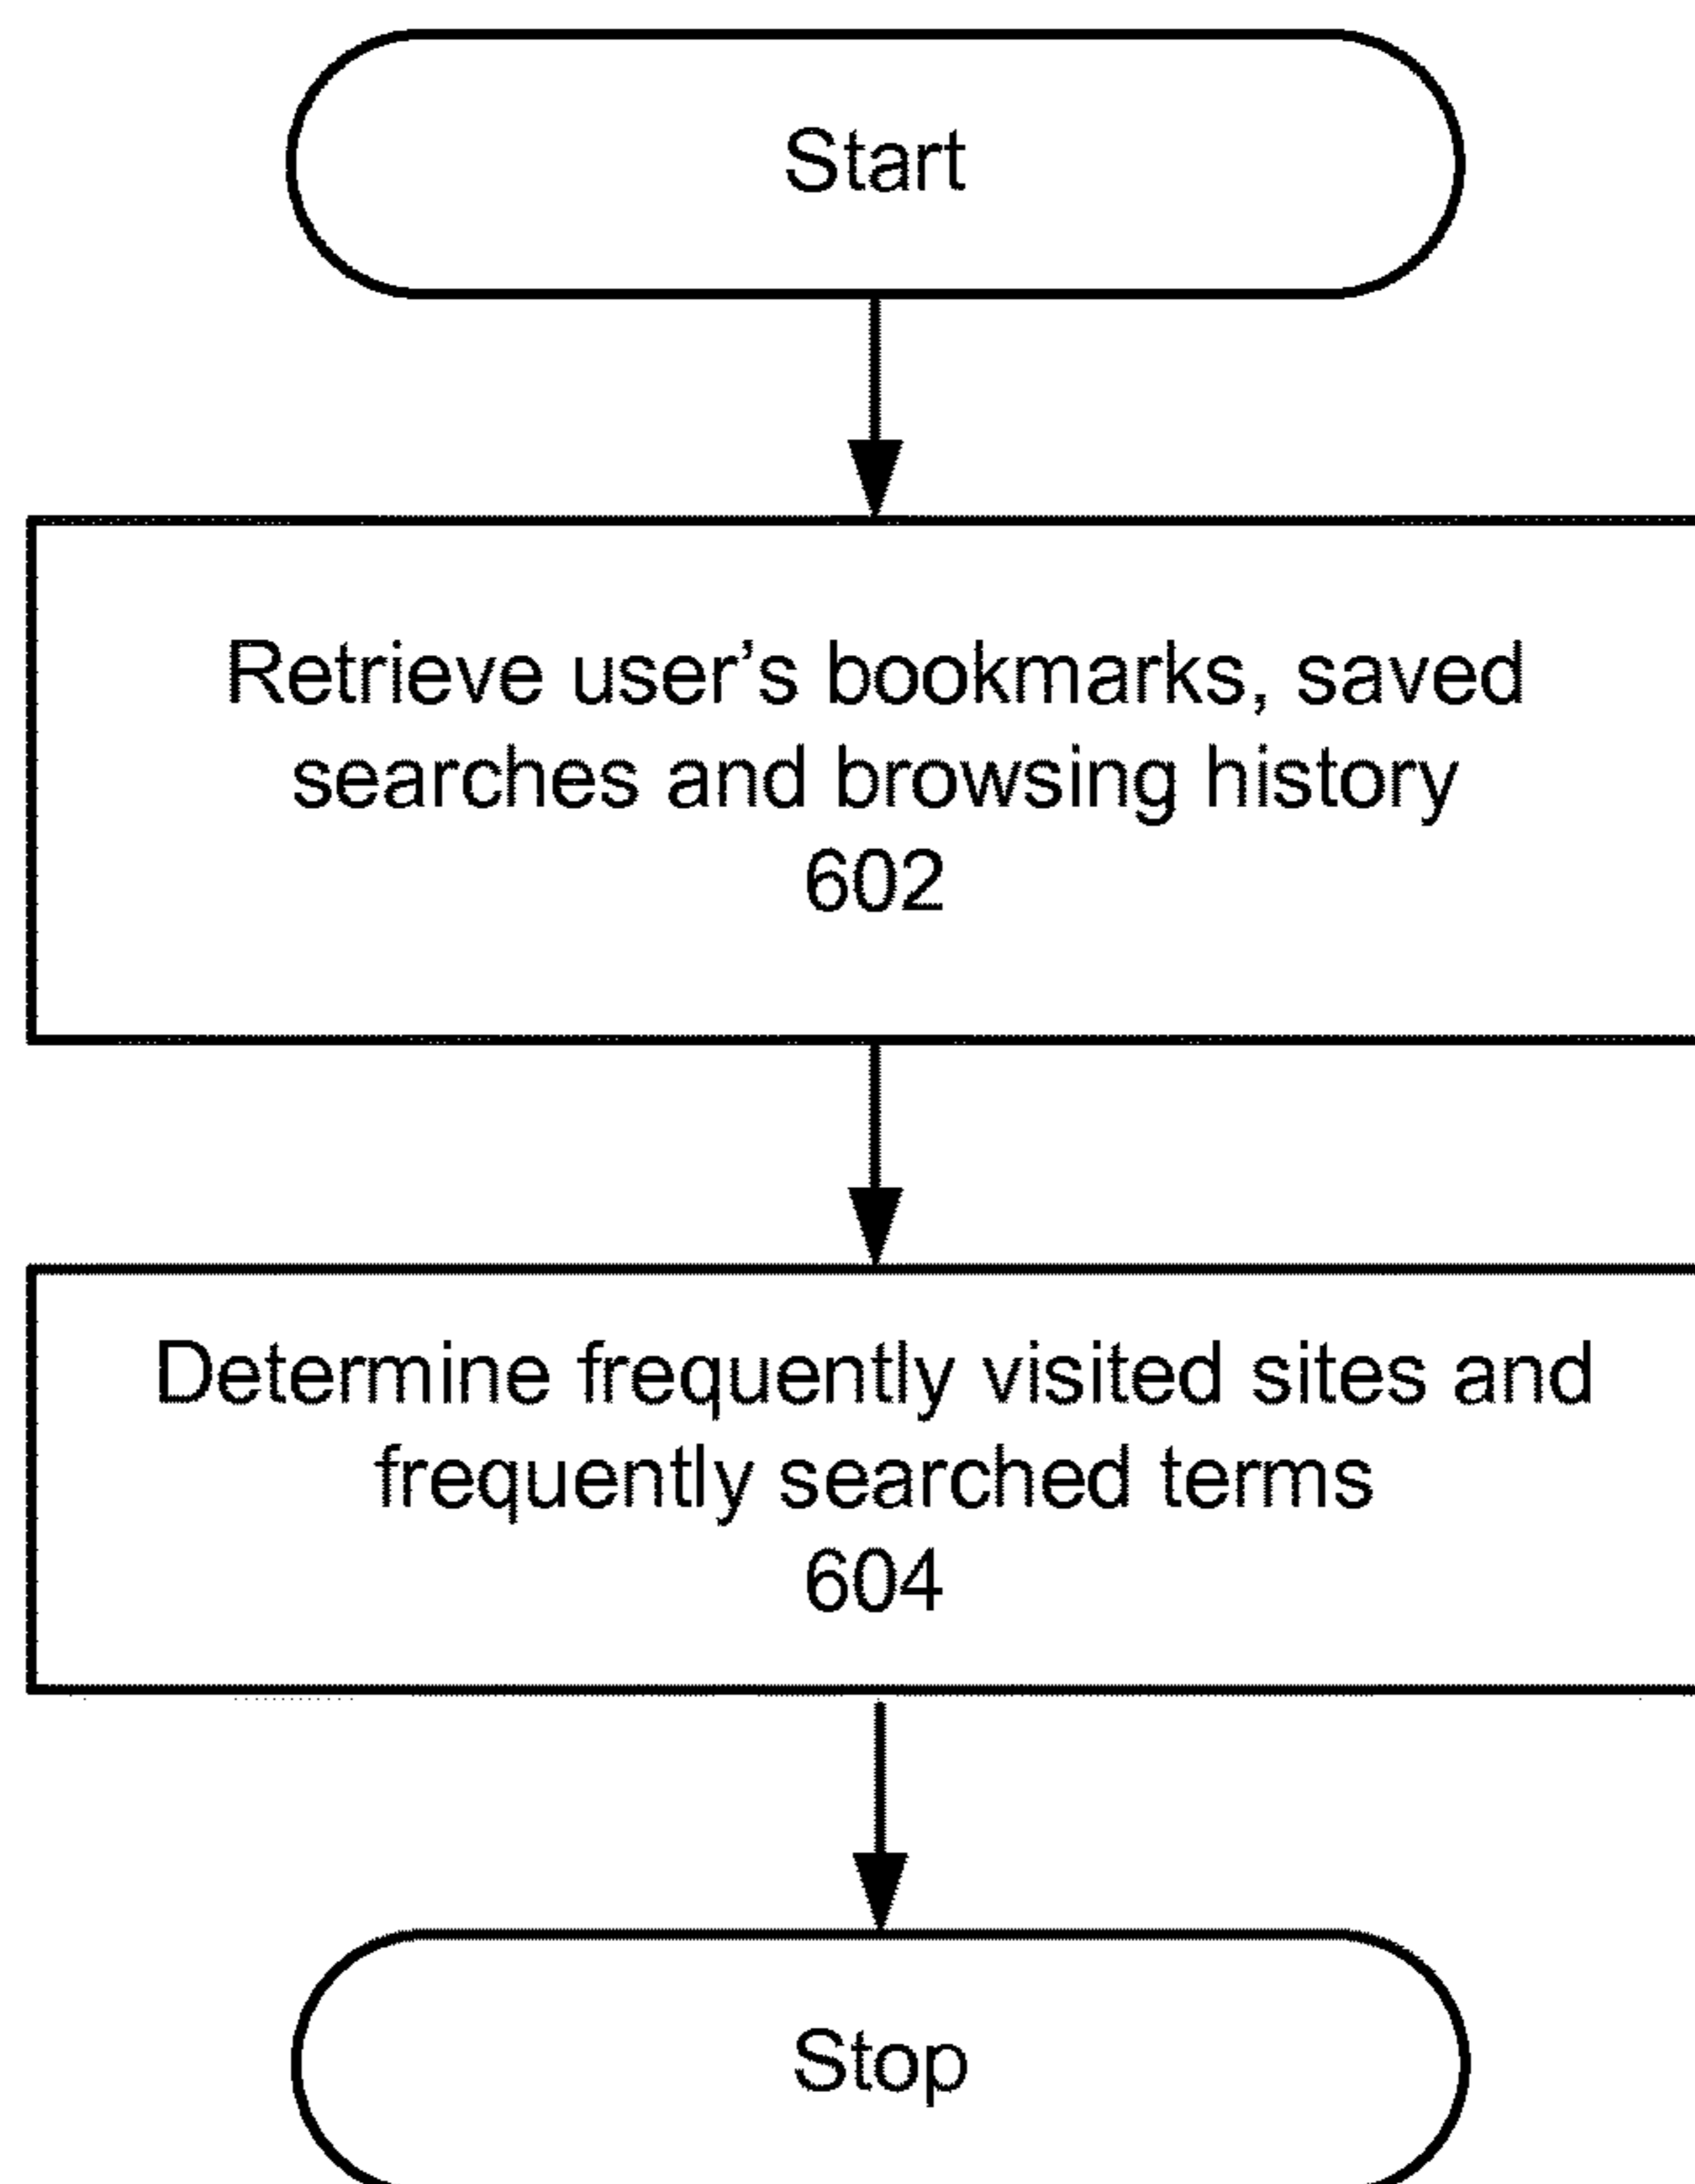 Start
Retrieve user’s bookmarks, saved
searches and browsing history
602
Determine frequently visited sites and
frequently searched terms
604
Stop